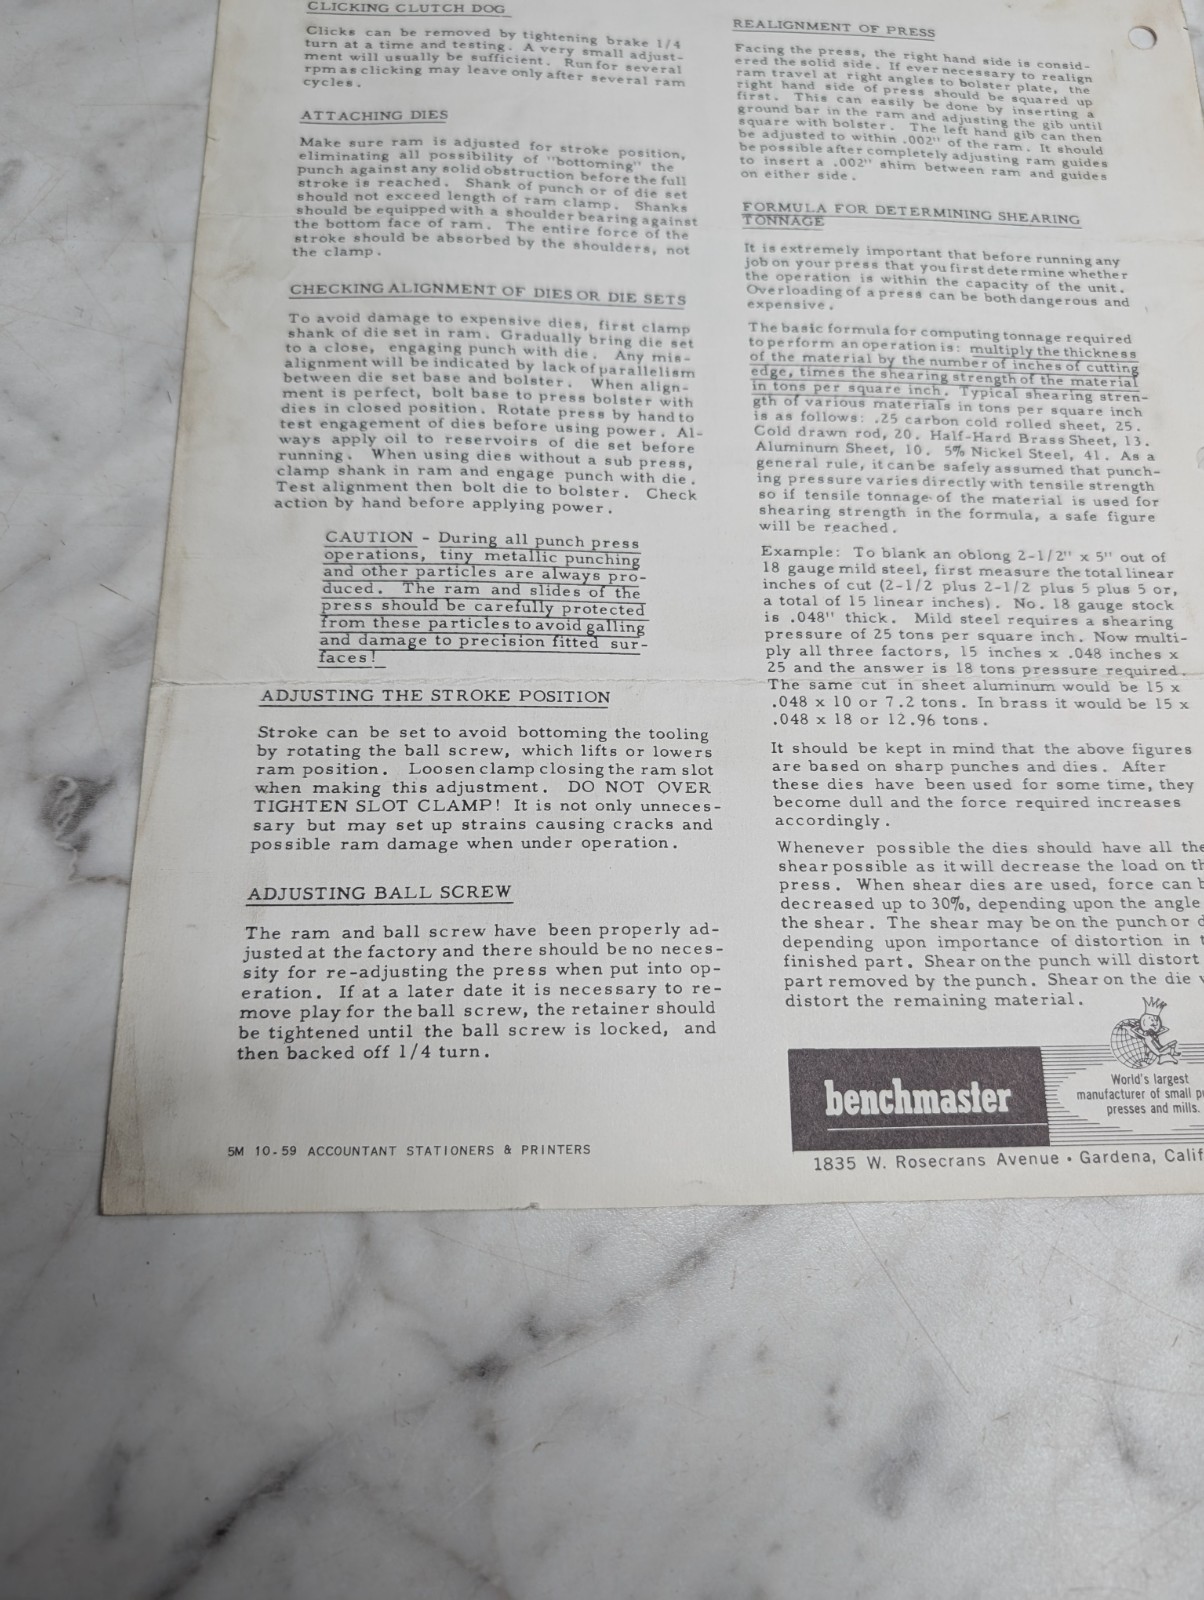 CLICKING CLUTCH DOG
Clicks can be removed by tightening brake 1/4
turn at a time and testing. A very small adjust-
ment will usually be sufficient. Run for several
rpm as clicking may leave only after several ram
cycles.
ATTACHING DIES
Make sure ram is adjusted for stroke position,
eliminating all possibility of "bottoming" the
punch against any solid obstruction before the full
stroke is reached. Shank of punch or of die set
should not exceed length of ram clamp. Shanks
should be equipped with a shoulder bearing against
the bottom face of ram. The entire force of the
stroke should be absorbed by the shoulders, not
the clamp.
CHECKING ALIGNMENT OF DIES OR DIE SETS
To avoid damage to expensive dies, first clamp
shank of die set in ram. Gradually bring die set
to a close, engaging punch with die. Any mis-
alignment will be indicated by lack of parallelism
between die set base and bolster. When align-
ment is perfect, bolt base to press bolster with
dies in closed position. Rotate press by hand to
test engagement of dies before using power. Al-
ways apply oil to reservoirs of die set before
running. When using dies without a sub press,
clamp shank in ram and engage punch with die.
Test alignment then bolt die to bolster. Check
action by hand before applying power.
CAUTION - During all punch press
operations, tiny metallic punching
and other particles are always pro-
duced. The ram and slides of the
press should be carefully protected
from these particles to avoid galling
and damage to precision fitted sur-
faces!
ADJUSTING THE STROKE POSITION
Stroke can be set to avoid bottoming the tooling
by rotating the ball screw, which lifts or lowers
ram position. Loosen clamp closing the ram slot
when making this adjustment. DO NOT OVER
TIGHTEN SLOT CLAMP! It is not only unneces-
sary but may set up strains causing cracks and
possible ram damage when under operation.
ADJUSTING BALL SCREW
The ram and ball screw have been properly ad-
justed at the factory and there should be no neces-
sity for re-adjusting the press when put into op-
eration. If at a later date it is necessary to re-
move play for the ball screw, the retainer should
be tightened until the ball screw is locked, and
then backed off 1/4 turn.
5M 10-59 ACCOUNTANT STATIONERS & PRINTERS
REALIGNMENT OF PRESS
Facing the press, the right hand side is consid-
ered the solid side. If ever necessary to realign
ram travel at right angles to bolster plate, the
right hand side of press should be squared up
first. This can easily be done by inserting a
ground bar in the ram and adjusting the gib until
square with bolster. The left hand gib can then
be adjusted to within .002" of the ram. It should
be possible after completely adjusting ram guides
to insert a .002" shim between ram and guides
on either side.
FORMULA FOR DETERMINING SHEARING
TONNAGE
It is extremely important that before running any
job on your press that you first determine whether
the operation is within the capacity of the unit.
Overloading of a press can be both dangerous and
expensive.
The basic formula for computing tonnage required
to perform an operation is: multiply the thickness
of the material by the number of inches of cutting
edge, times the shearing strength of the material
in tons per square inch. Typical shearing stren-
gth of various materials in tons per square inch
is as follows: .25 carbon cold rolled sheet, 25.
Cold drawn rod, 20. Half-Hard Brass Sheet, 13.
Aluminum Sheet, 10. 5% Nickel Steel, 41. As a
general rule, it can be safely assumed that punch-
ing pressure varies directly with tensile strength
so if tensile tonnage of the material is used for
shearing strength in the formula, a safe figure
will be reached.
Example: To blank an oblong 2-1/2" x 5" out of
18 gauge mild steel, first measure the total linear
inches of cut (2-1/2 plus 2-1/2 plus 5 plus 5 or,
a total of 15 linear inches). No. 18 gauge stock
is .048" thick. Mild steel requires a shearing
pressure of 25 tons per square inch. Now multi-
ply all three factors, 15 inches x .048 inches x
25 and the answer is 18 tons pressure required.
The same cut in sheet aluminum would be 15 x
.048 x 10 or 7.2 tons. In brass it would be 15 x
.048 x 18 or 12.96 tons.
It should be kept in mind that the above figures
are based on sharp punches and dies. After
these dies have been used for some time, they
become dull and the force required increases
accordingly.
Whenever possible the dies should have all the
shear possible as it will decrease the load on
press. When shear dies are used, force can
decreased up to 30%, depending upon the angle
the shear. The shear may be on the punch or
depending upon importance of distortion in
finished part. Shear on the punch will distort
part removed by the punch. Shear on the die
distort the remaining material.
benchmaster
World's largest
manufacturer of small
presses and mills.
1835 W. Rosecrans Avenue • Gardena, Calif